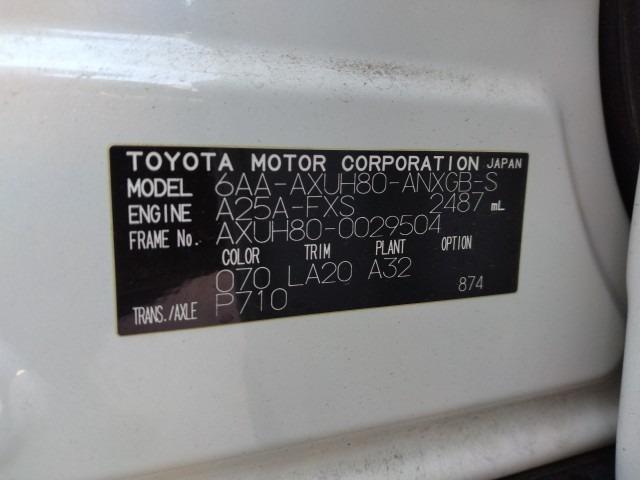 TOYOTA MOTOR CORPORATION JAPAN
MODEL 6AA-AXUH80-ANXGB-S
ENGINE A25A-FXS 2487 mL
FRAME No. AXUH80-0029504
COLOR TRIM PLANT OPTION
070 LA20 A32
TRANS./AXLE P710 874